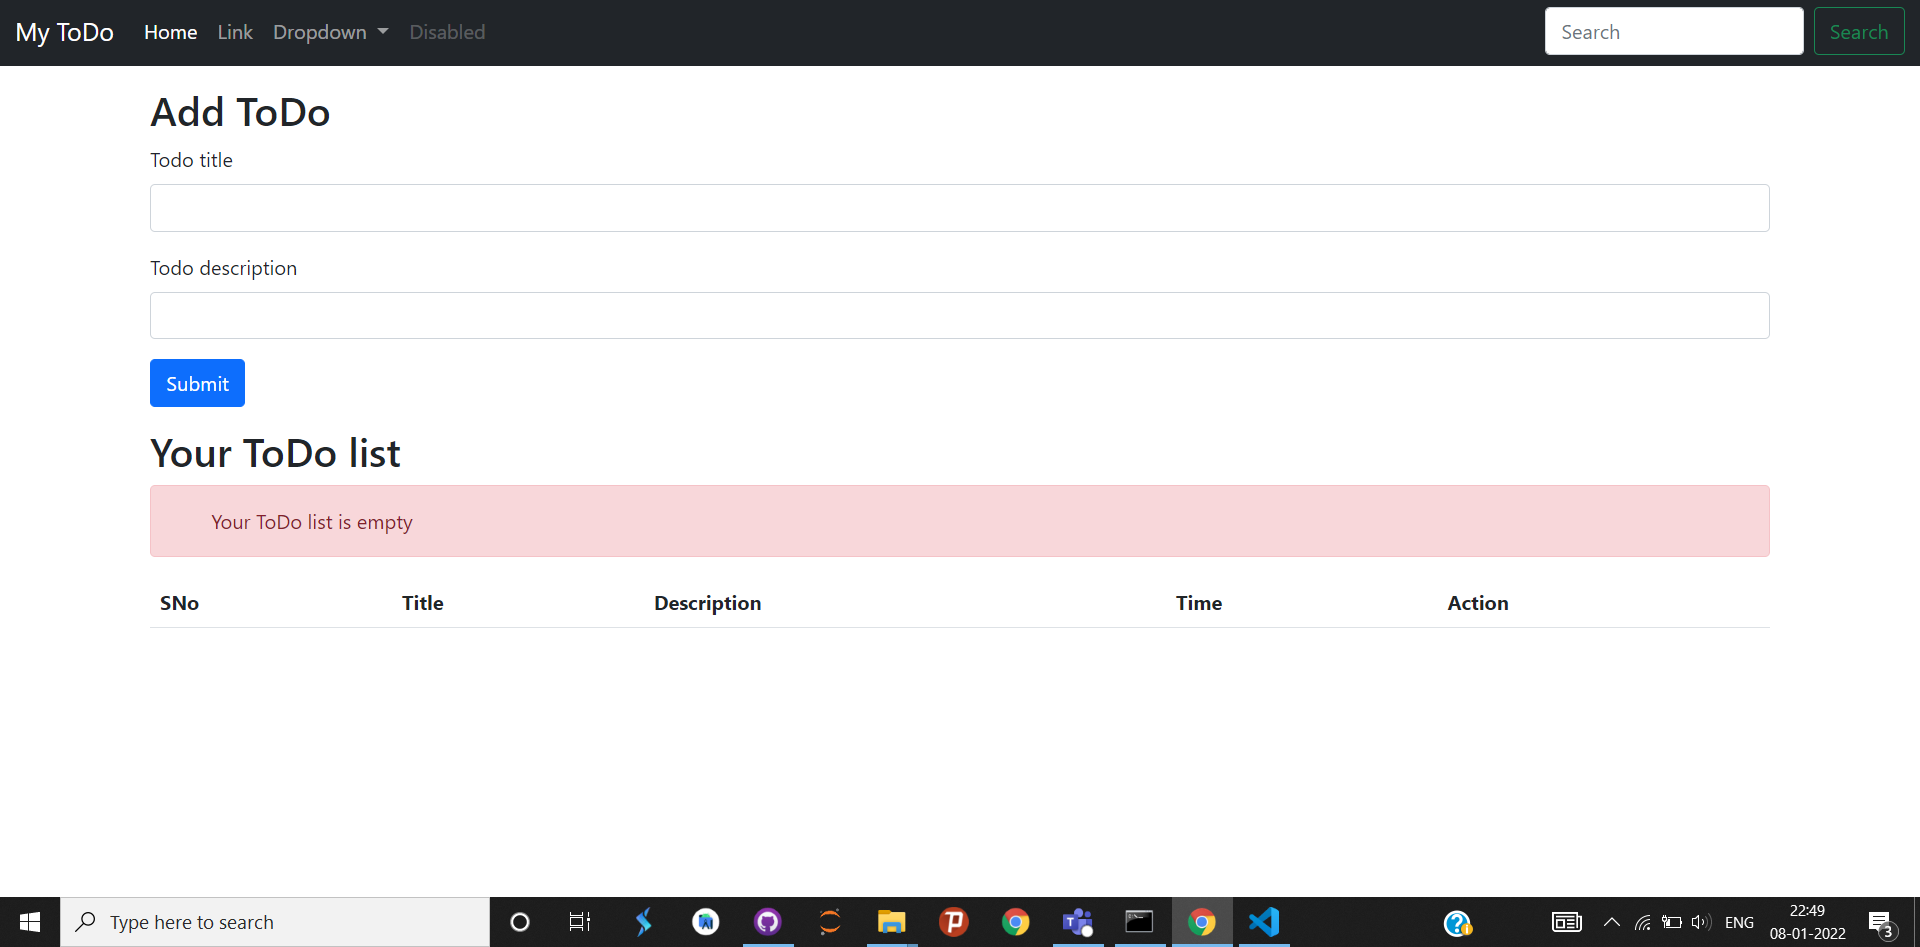 My ToDo Home Link Dropdown Disabled Search Search
Add ToDo
Todo title
Todo description
Submit
Your ToDo list
Your ToDo list is empty
SNo Title Description Time Action
Type here to search ENG 22:49
08-01-2022 3